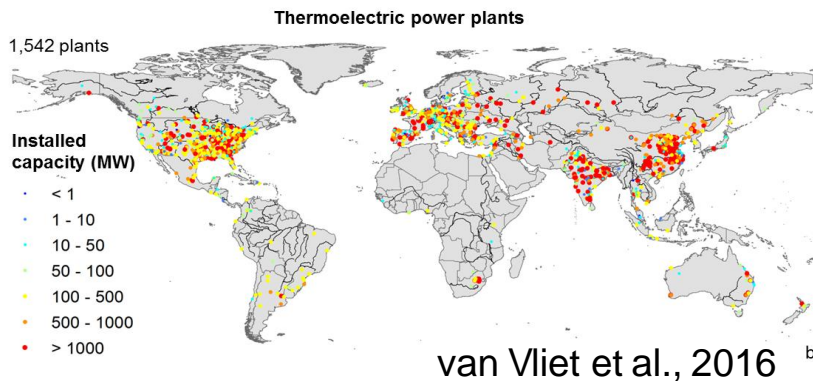 Thermoelectric power plants
1,542 plants
Installed
capacity (MW)
< 1
1 - 10
10 - 50
50 - 100
100 - 500
500 - 1000
> 1000
van Vliet et al., 2016
b